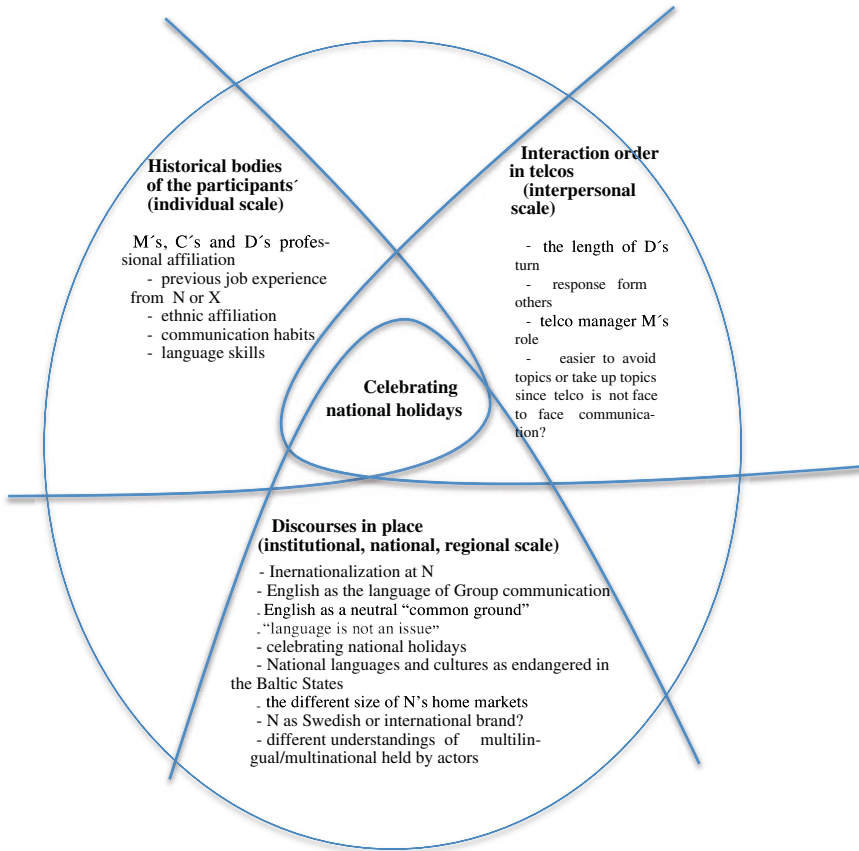 Historical bodies
of the participants´
(individual scale)
M´s, C´s and D´s profes-
sional affiliation
- previous job experience
from N or X
- ethnic affiliation
- communication habits
- language skills
Interaction order
in telcos
(interpersonal
scale)
- the length of D´s
turn
- response form
others
- telco manager M´s
role
- easier to avoid
topics or take up topics
since telco is not face
to face communica-
tion?
Celebrating
national holidays
Discourses in place
(institutional, national, regional scale)
- Inernationalization at N
- English as the language of Group communication
- English as a neutral “common ground”
- “language is not an issue”
- celebrating national holidays
- National languages and cultures as endangered in
the Baltic States
- the different size of N’s home markets
- N as Swedish or international brand?
- different understandings of multilin-
gual/multinational held by actors